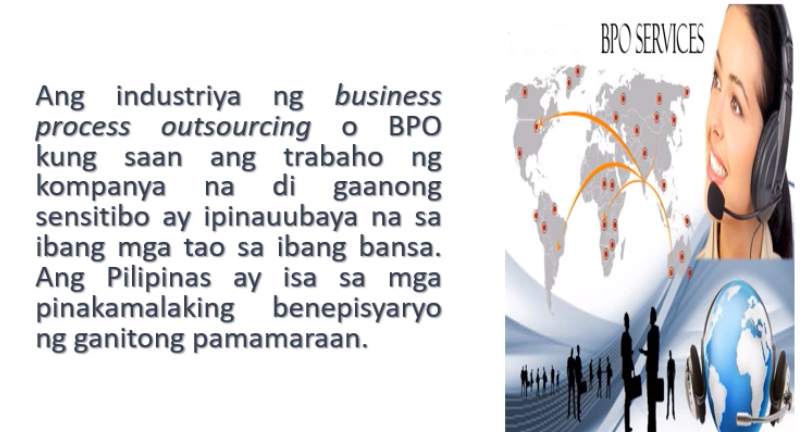 Ang industriya ng business
process outsourcing o BPO
kung saan ang trabaho ng
kompanya na di gaanong
sensitibo ay ipinauubaya na sa
ibang mga tao sa ibang bansa.
Ang Pilipinas ay isa sa mga
pinakamalaking benepisyaryo
ng ganitong pamamaraan.
BPO SERVICES